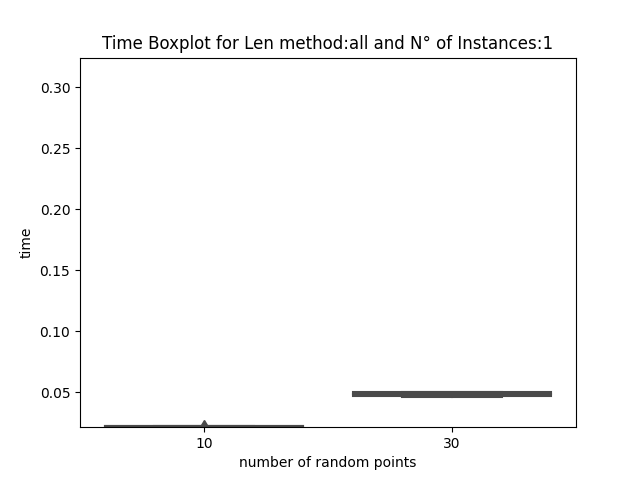 Time Boxplot for Len method:all and N° of Instances:1
0.30
0.25
0.20
0.15
0.10
0.05
time
10 30
number of random points